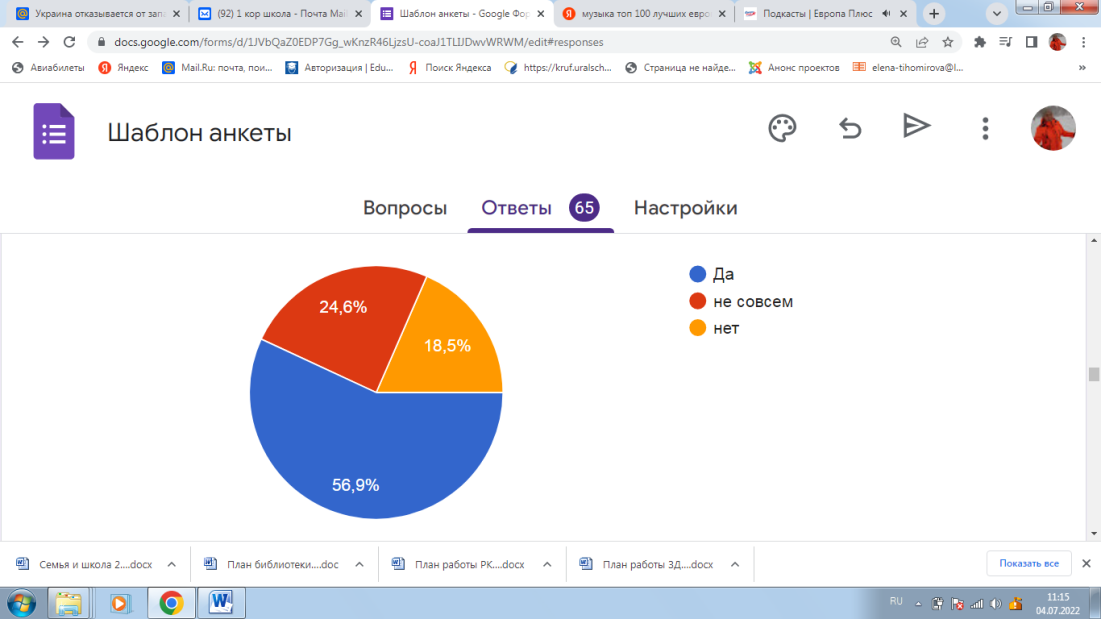 Украина отказывается от запа
(92) 1 кор школа - Почта Mail
Шаблон анкеты - Google Фор
музыка топ 100 лучших евро
Подкасты | Европа Плюс
docs.google.com/forms/d/1JVbQaZ0EDP7Gg_wKnzR46LjzsU-coaJ1TLIJDwvWRWM/edit#responses
Авиабилеты
Яндекс
Mail.Ru: почта, пои...
Авторизация | Edu...
Поиск Яндекса
https://kruf.uralsch...
Страница не найде...
Анонс проектов
elena-tihomirova@l...
»
Шаблон анкеты
Вопросы
Ответы 65
Настройки
24,6%
18,5%
56,9%
Да
не совсем
нет
Семья и школа 2....docx
План библиотеки....doc
План работы РК....docx
План работы ЗД....docx
Показать все
RU
11:15
04.07.2022